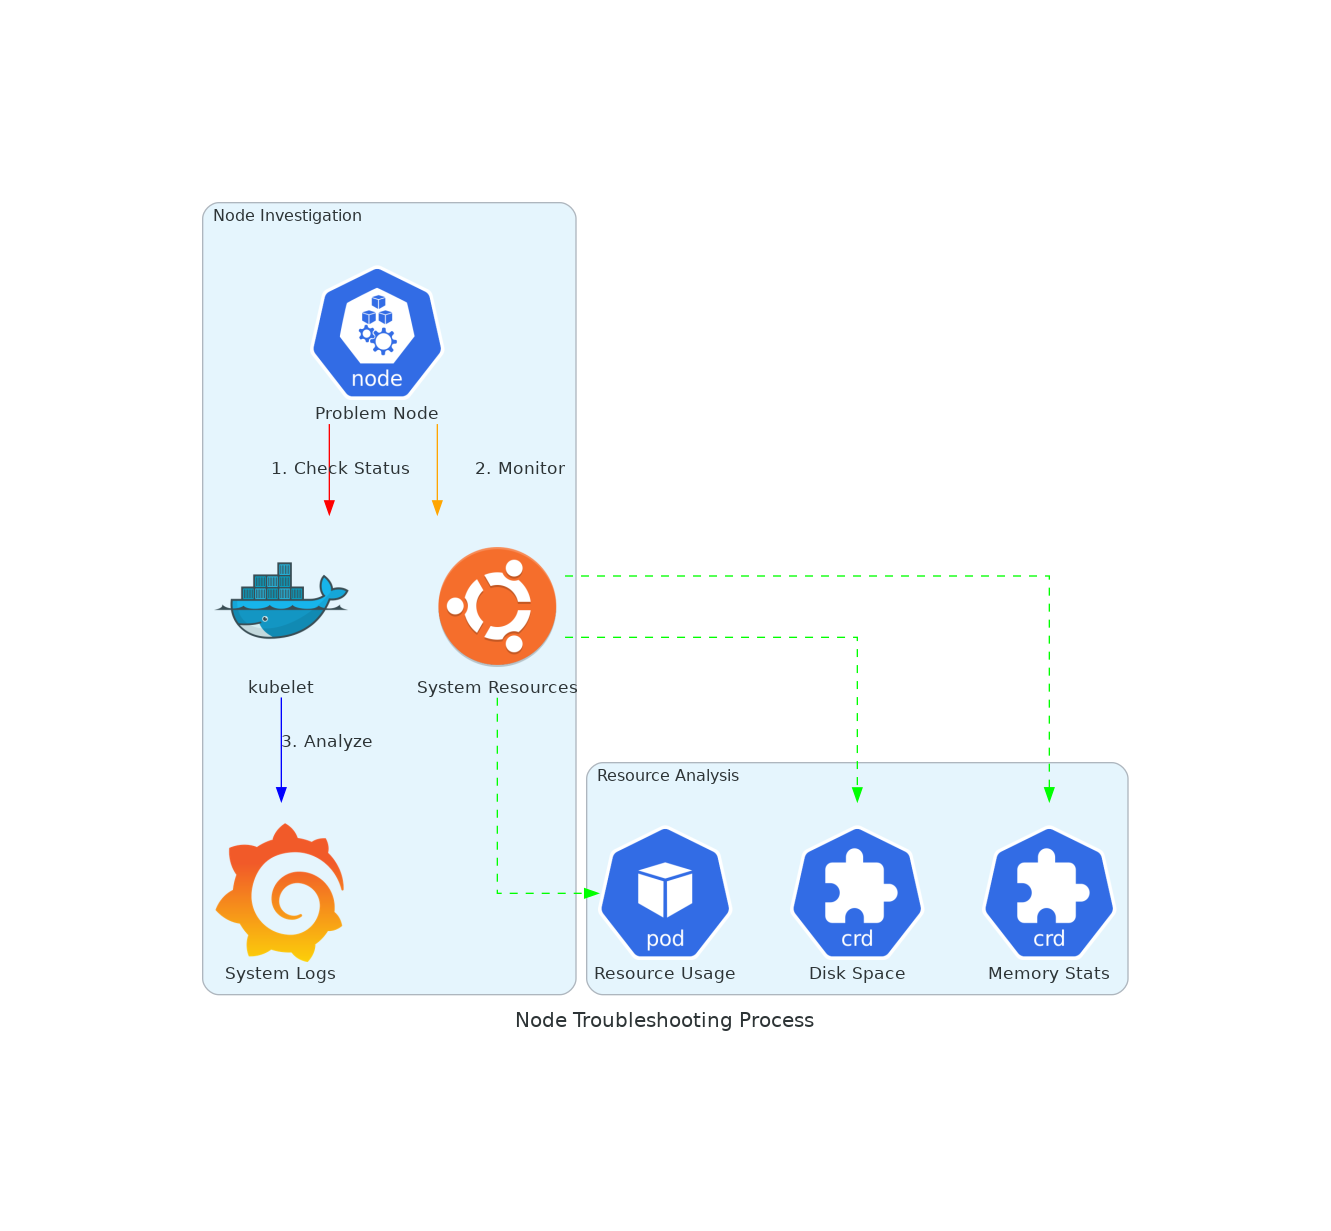 Node Investigation
node
Problem Node
1. Check Status
2. Monitor
kubelet
System Resources
3. Analyze
Resource Analysis
pod
crd
crd
System Logs
Resource Usage
Disk Space
Memory Stats
Node Troubleshooting Process